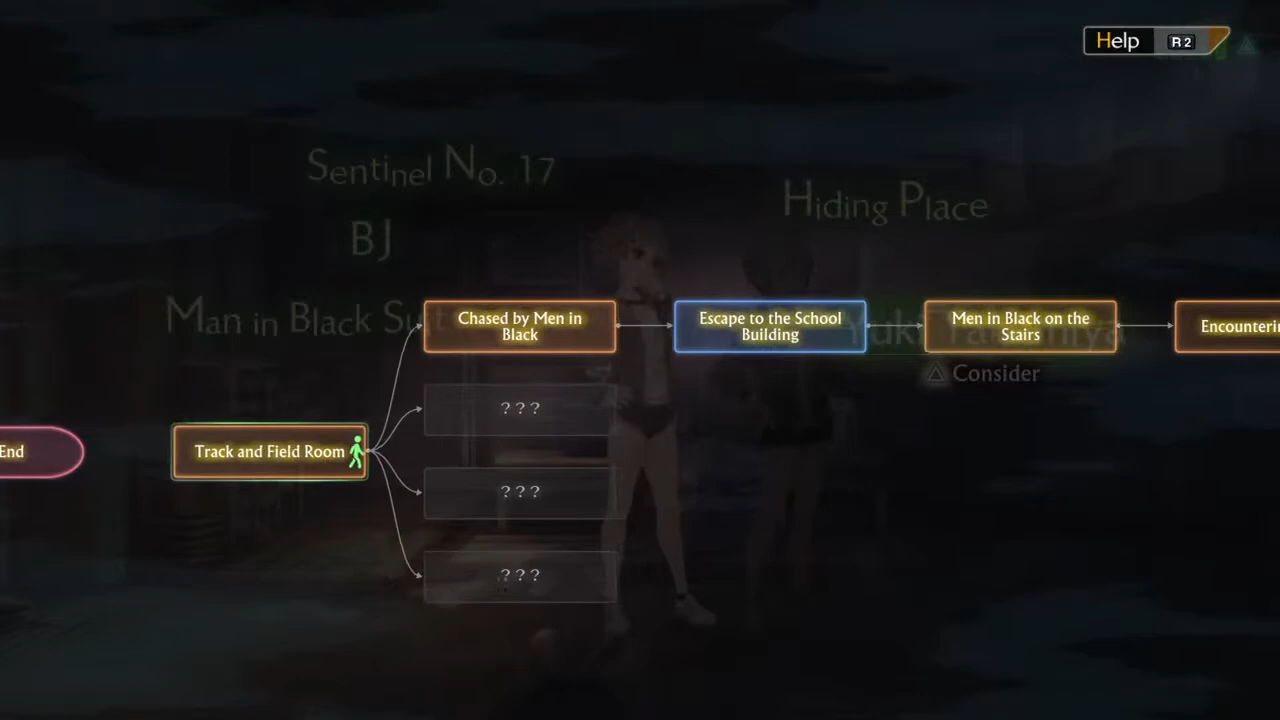 Help R2
Sentinel No. 17
Hiding Place
BJ
Man in Black Su
Chased by Men in
Black
Escape to the School
Building
Yuki
Men in Black on the
Stairs
Encounterin
Consider
???
End
Track and Field Room
???
???